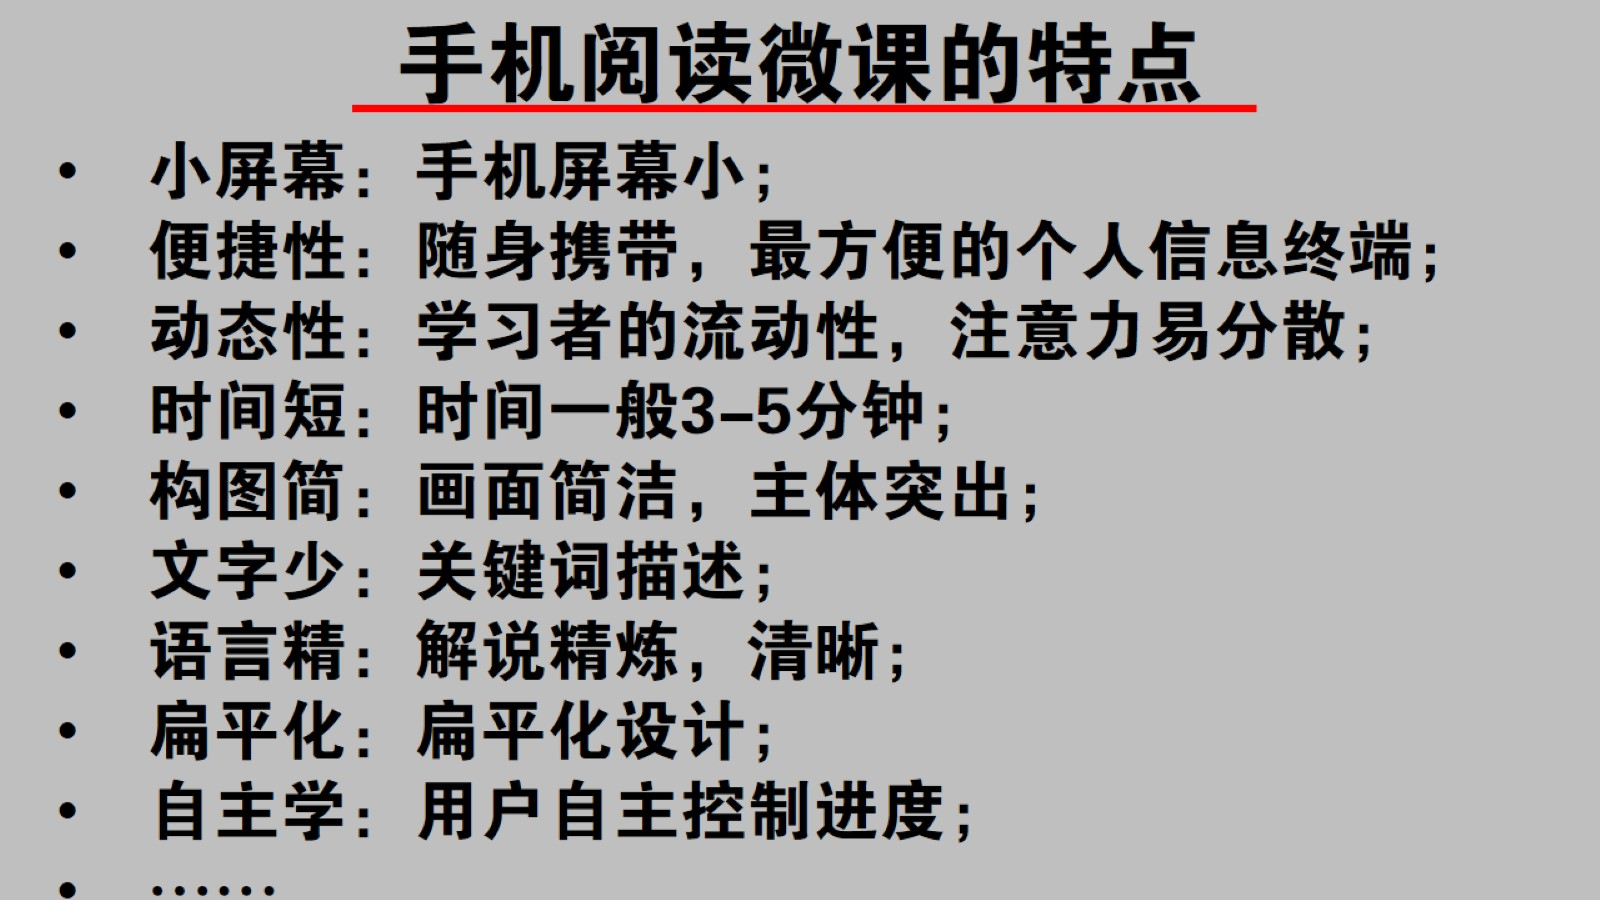 手机阅读微课的特点
• 小屏幕：手机屏幕小；
• 便捷性：随身携带，最方便的个人信息终端；
• 动态性：学习者的流动性，注意力易分散；
• 时间短：时间一般3–5分钟；
• 构图简：画面简洁，主体突出；
• 文字少：关键词描述；
• 语言精：解说精炼，清晰；
• 扁平化：扁平化设计；
• 自主学：用户自主控制进度；
• ……